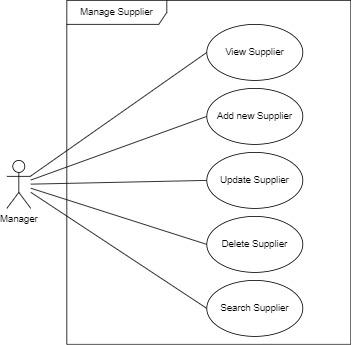 Manage Supplier
View Supplier
Add new Supplier
Update Supplier
Delete Supplier
Search Supplier
Manager